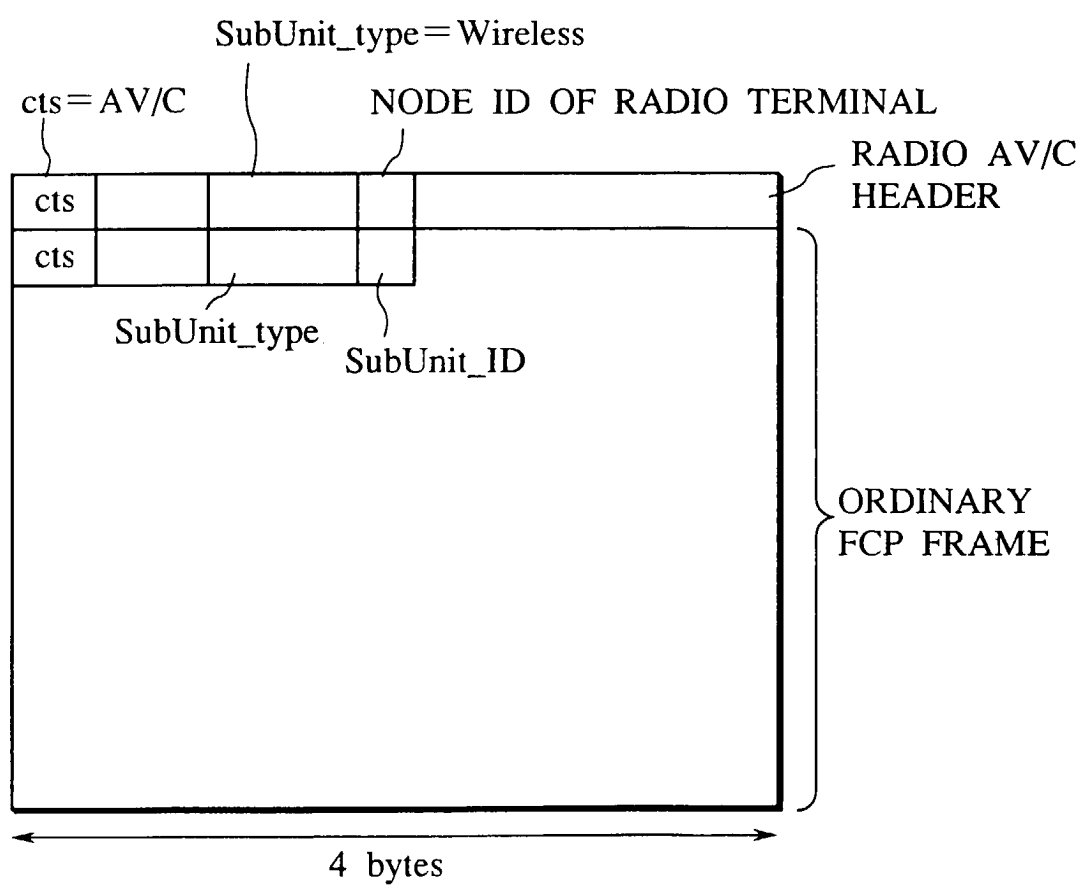 SubUnit_type=Wireless
cts=AV/C
NODE ID OF RADIO TERMINAL
RADIO AV/C
HEADER
cts
cts
SubUnit_type
SubUnit_ID
ORDINARY
FCP FRAME
4 bytes